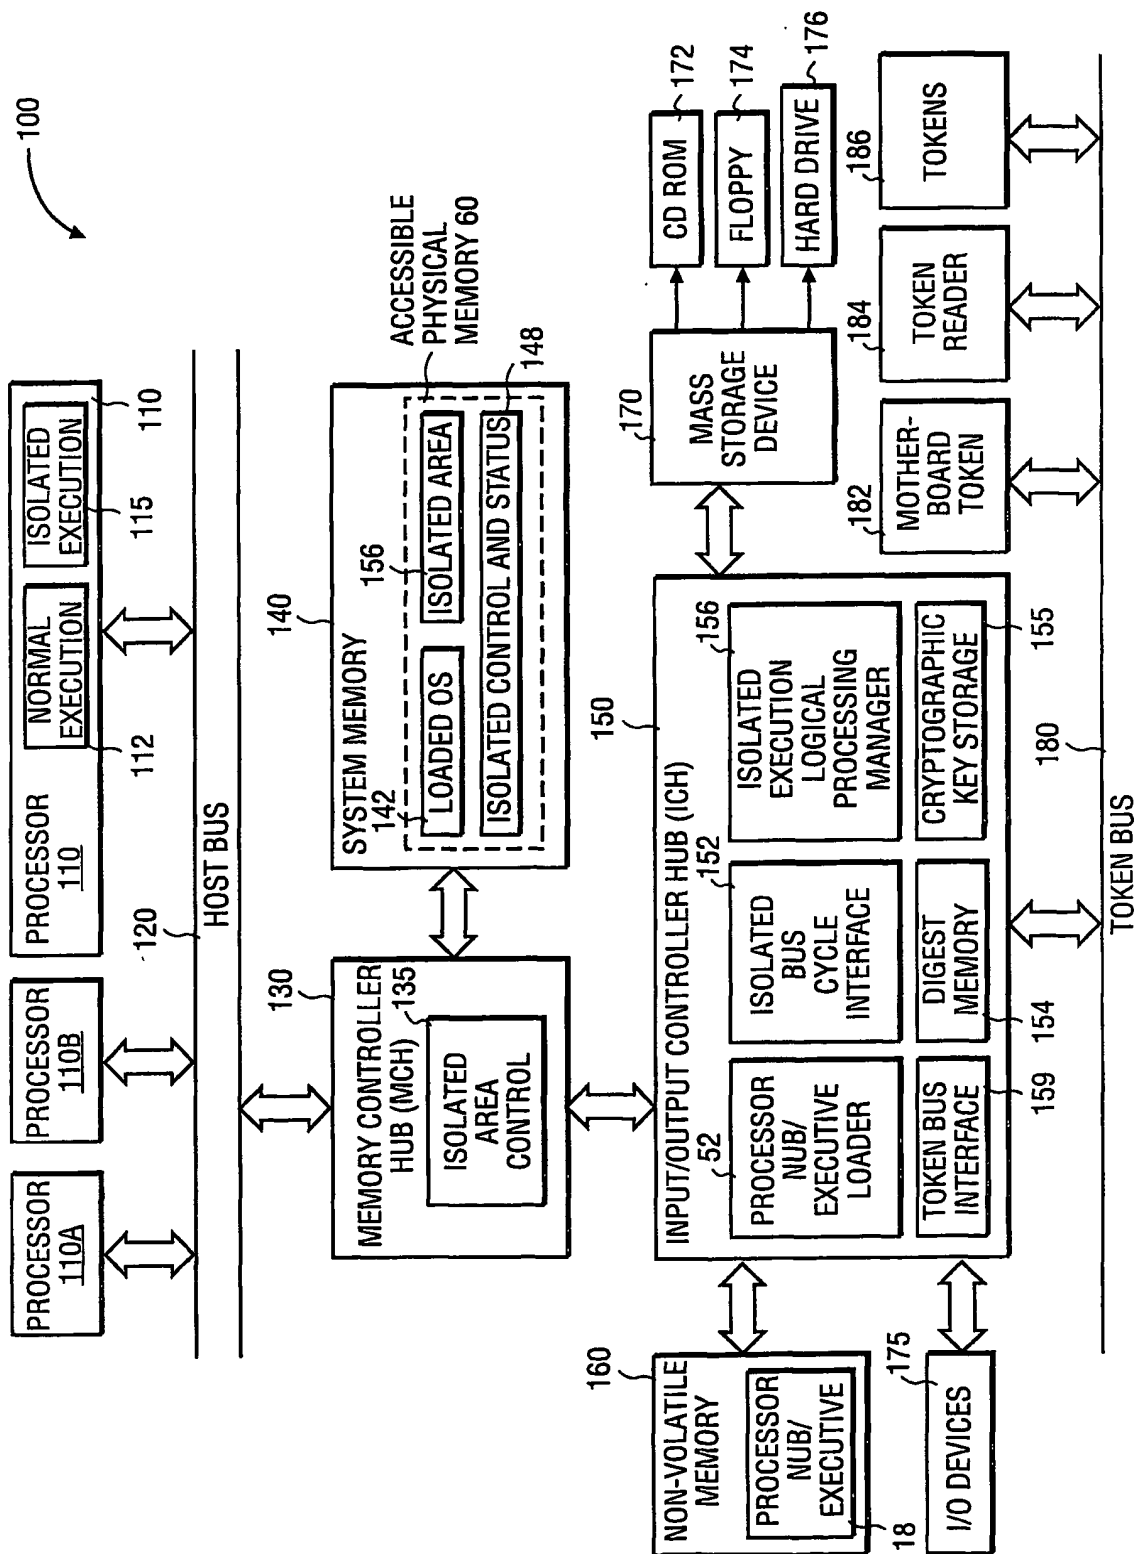 100
PROCESSOR
110A
PROCESSOR
110B
PROCESSOR
110
NORMAL
EXECUTION
112
ISOLATED
EXECUTION
115
110
120
HOST BUS
130
MEMORY CONTROLLER
HUB (MCH)
135
ISOLATED
AREA
CONTROL
140
SYSTEM MEMORY
142
LOADED OS
156
ISOLATED AREA
ISOLATED CONTROL AND STATUS
148
ACCESSIBLE
PHYSICAL
MEMORY 60
150
INPUT/OUTPUT CONTROLLER HUB (ICH)
52
PROCESSOR
NUB/
EXECUTIVE
LOADER
152
ISOLATED
BUS
CYCLE
INTERFACE
156
ISOLATED
EXECUTION
LOGICAL
PROCESSING
MANAGER
TOKEN BUS
INTERFACE
159
DIGEST
MEMORY
154
CRYPTOGRAPHIC
KEY STORAGE
155
160
NON-VOLATILE
MEMORY
PROCESSOR
NUB/
EXECUTIVE
18
175
I/O DEVICES
170
MASS
STORAGE
DEVICE
CD ROM
172
FLOPPY
174
HARD DRIVE
176
182
MOTHER-
BOARD
TOKEN
184
TOKEN
READER
186
TOKENS
180
TOKEN BUS